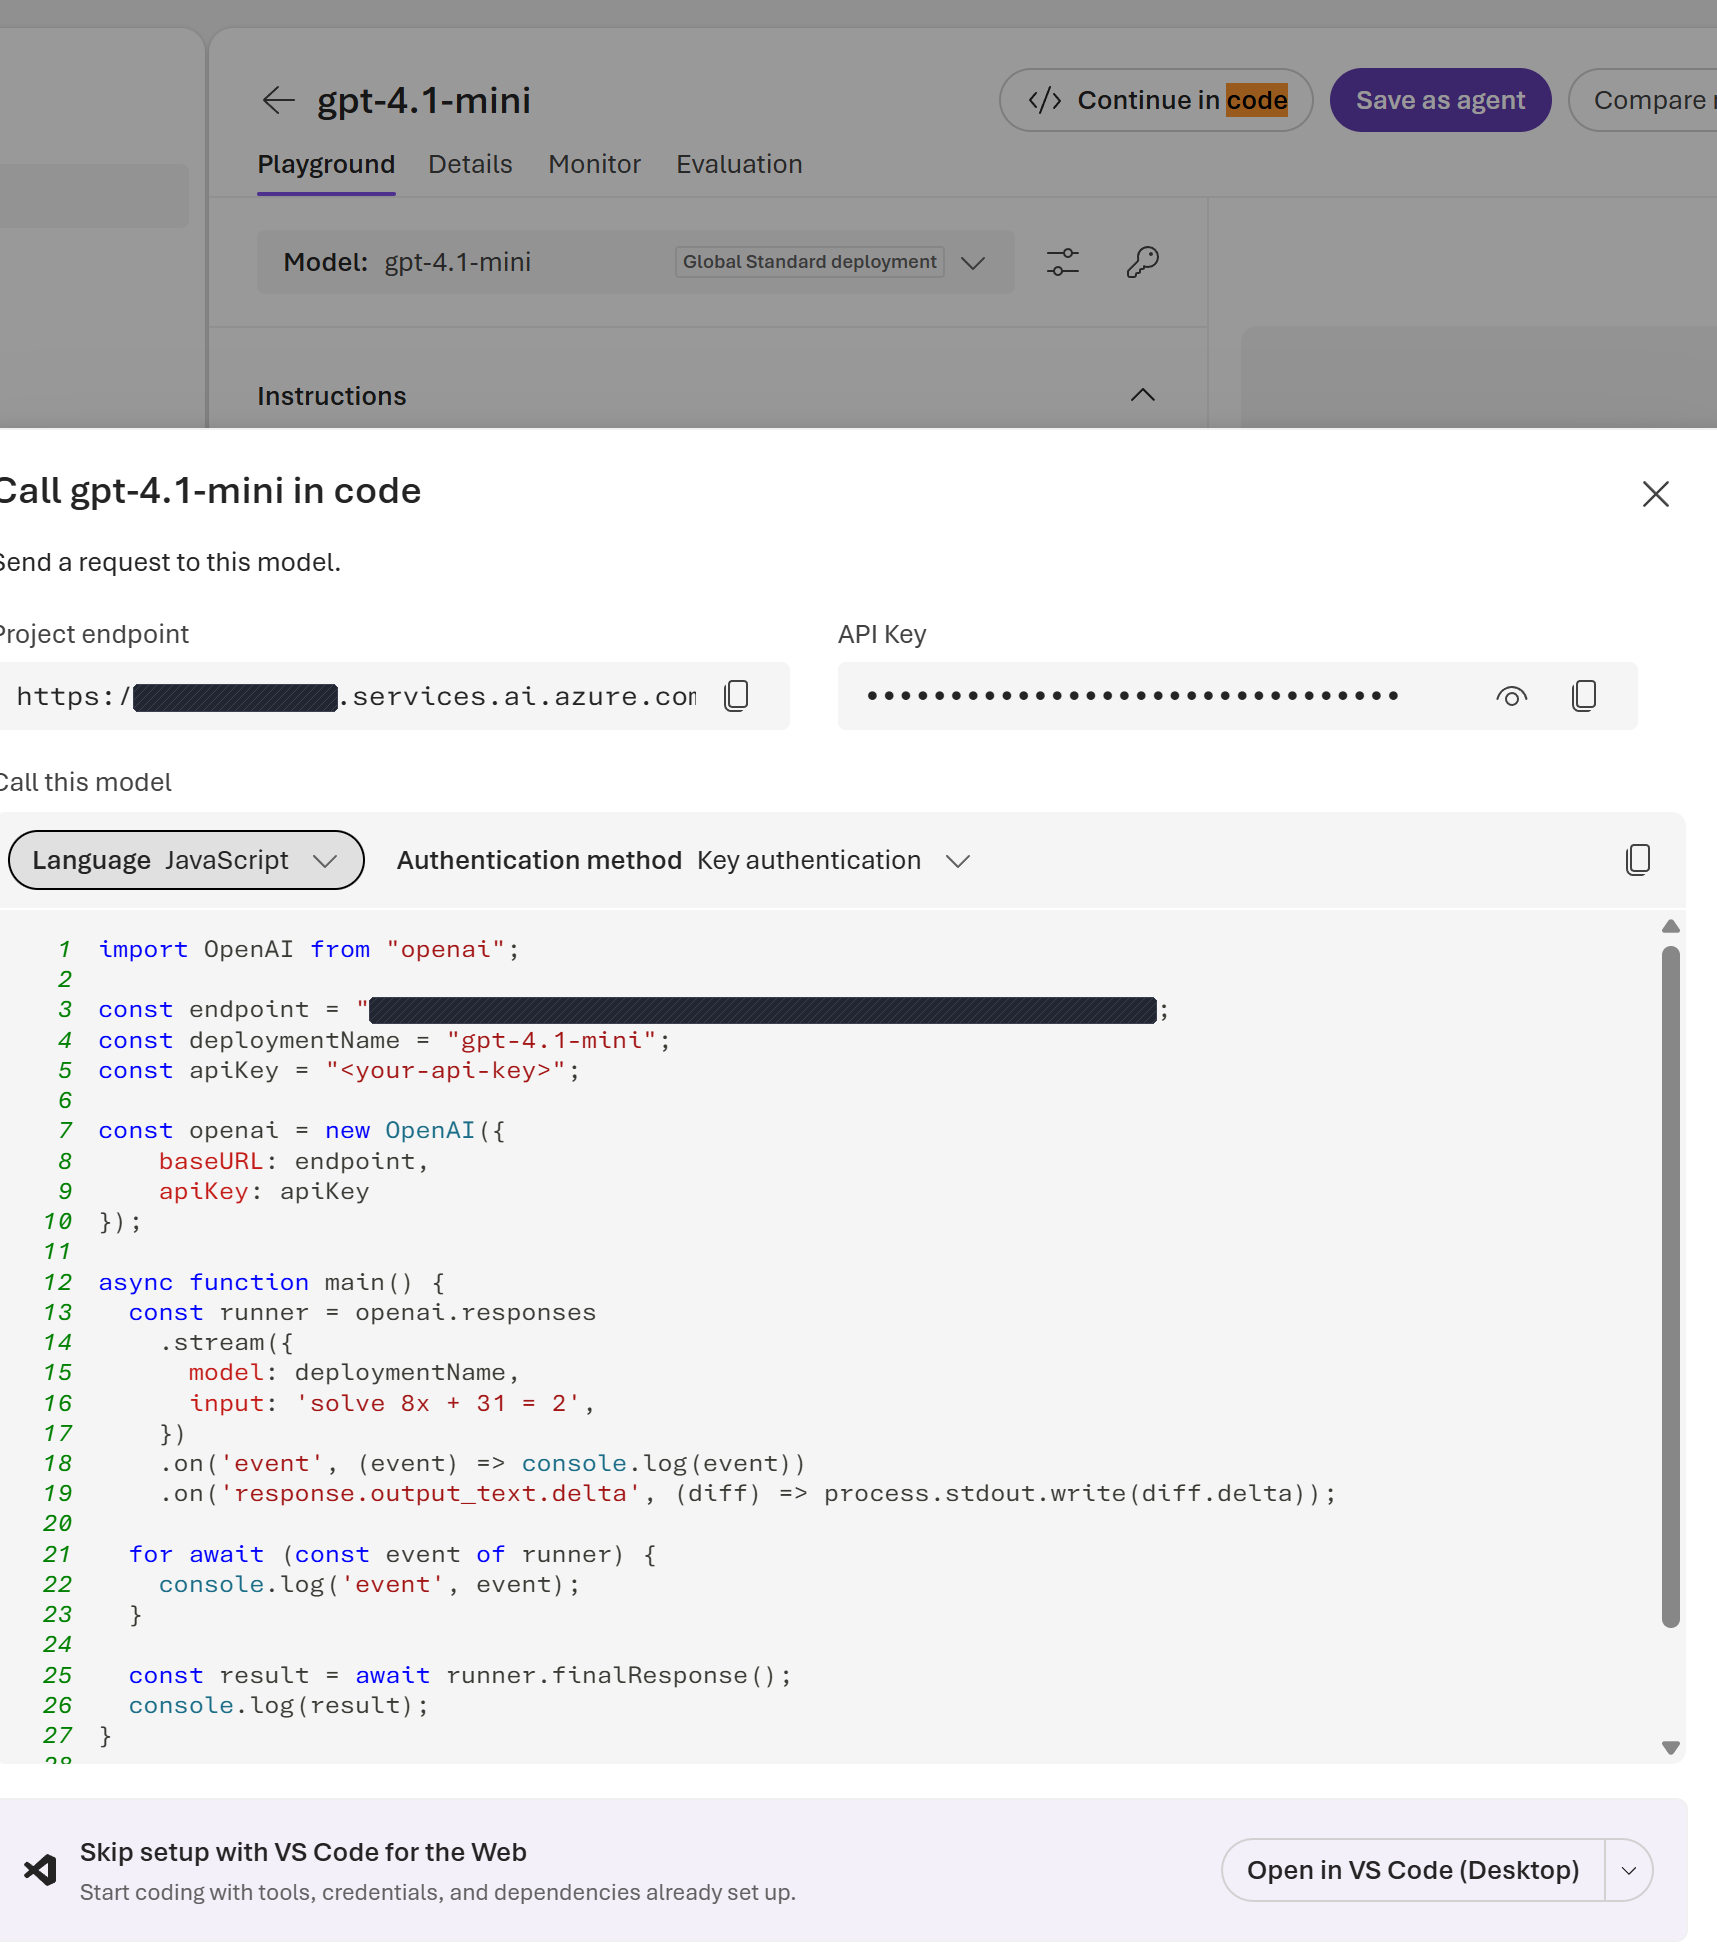 gpt-4.1-mini
</> Continue in code
Save as agent
Compare
Playground Details Monitor Evaluation
Model: gpt-4.1-mini Global Standard deployment
Instructions
Call gpt-4.1-mini in code
Send a request to this model.
Project endpoint
API Key
https:/ .services.ai.azure.com
••••••••••••••••••••••••••••••••
Call this model
Language JavaScript Authentication method Key authentication
1 import OpenAI from "openai";
2
3 const endpoint = " ;
4 const deploymentName = "gpt-4.1-mini";
5 const apiKey = "<your-api-key>";
6
7 const openai = new OpenAI({
8     baseURL: endpoint,
9     apiKey: apiKey
10 });
11
12 async function main() {
13   const runner = openai.responses
14     .stream({
15       model: deploymentName,
16       input: 'solve 8x + 31 = 2',
17     })
18     .on('event', (event) => console.log(event))
19     .on('response.output_text.delta', (diff) => process.stdout.write(diff.delta));
20
21   for await (const event of runner) {
22     console.log('event', event);
23   }
24
25   const result = await runner.finalResponse();
26   console.log(result);
27 }
28
Skip setup with VS Code for the Web
Start coding with tools, credentials, and dependencies already set up.
Open in VS Code (Desktop)